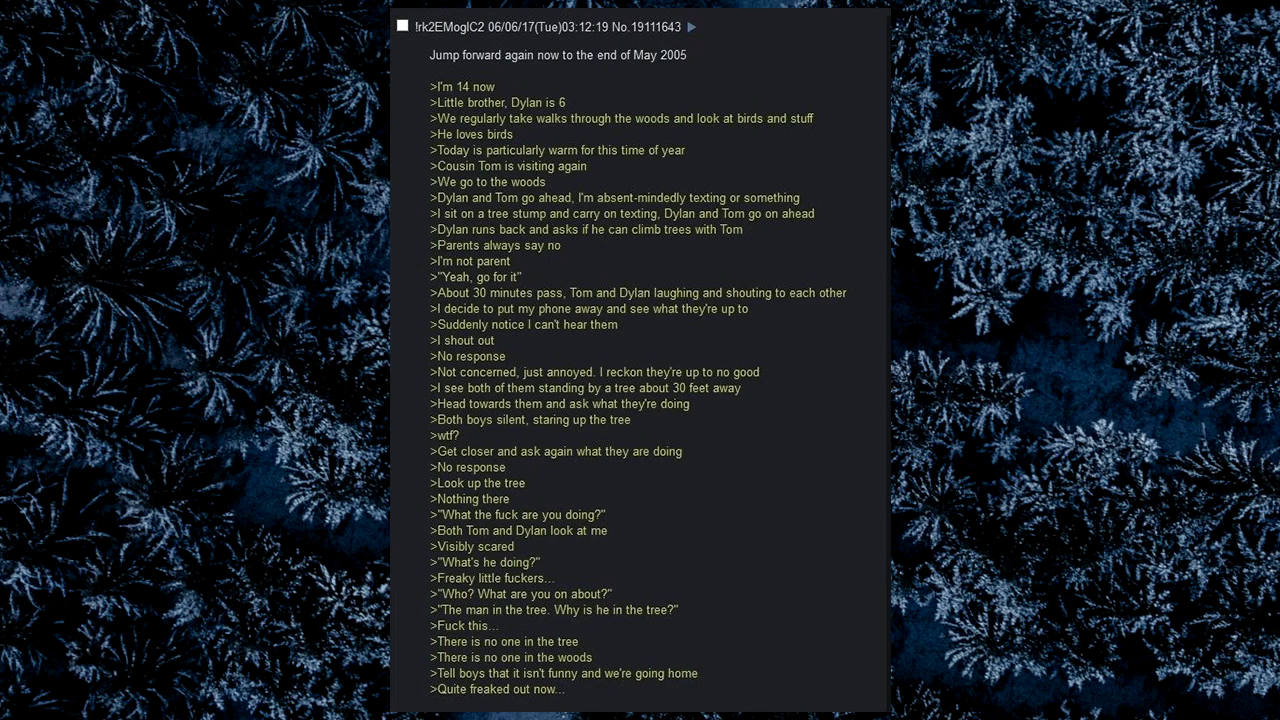 !rk2EMogIC2 06/06/17(Tue)03:12:19 No.19111643
Jump forward again now to the end of May 2005
>I'm 14 now
>Little brother, Dylan is 6
>We regularly take walks through the woods and look at birds and stuff
>He loves birds
>Today is particularly warm for this time of year
>Cousin Tom is visiting again
>We go to the woods
>Dylan and Tom go ahead, I'm absent-mindedly texting or something
>I sit on a tree stump and carry on texting, Dylan and Tom go on ahead
>Dylan runs back and asks if he can climb trees with Tom
>Parents always say no
>I'm not parent
>"Yeah, go for it"
>About 30 minutes pass, Tom and Dylan laughing and shouting to each other
>I decide to put my phone away and see what they're up to
>Suddenly notice I can't hear them
>I shout out
>No response
>Not concerned, just annoyed. I reckon they're up to no good
>I see both of them standing by a tree about 30 feet away
>Head towards them and ask what they're doing
>Both boys silent, staring up the tree
>wtf?
>Get closer and ask again what they are doing
>No response
>Look up the tree
>Nothing there
>"What the fuck are you doing?"
>Both Tom and Dylan look at me
>Visibly scared
>"What's he doing?"
>Freaky little fuckers...
>"Who? What are you on about?"
>"The man in the tree. Why is he in the tree?"
>Fuck this...
>There is no one in the tree
>There is no one in the woods
>Tell boys that it isn't funny and we're going home
>Quite freaked out now...